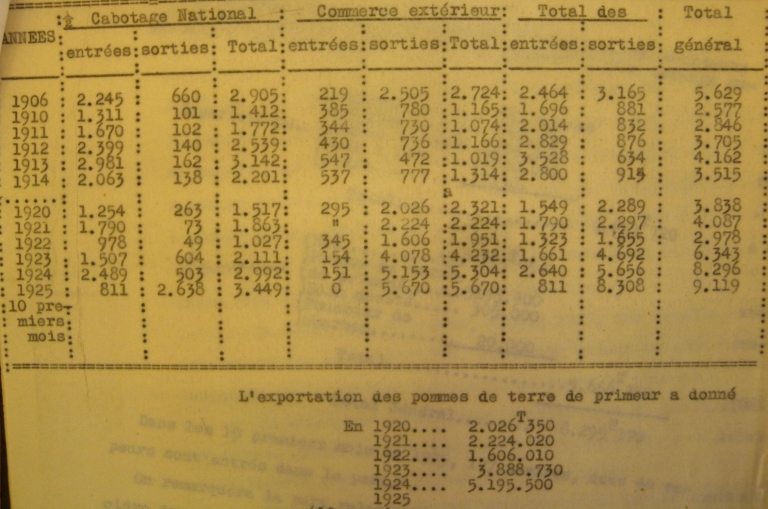 : Cabotage National : Commerce extérieur: Total des : Total
ANNEES:
:entrées:sorties: Total:entrées:sorties:Total:entrées:sorties: général
1906 : 2.245 660 : 2.905: 219 : 2.505 : 2.724: 2.464 : 3.165 : 5.629
1910 : 1.311 101 : 1.412: 385 780 :1.165: 1.696 881 : 2.577
1911 : 1.670 102 : 1.772: 344 730 :1.074: 2.014 832 : 2.846
1912 : 2.399 140 : 2.539: 430 736 :1.166: 2.829 876 : 3.705
1913 : 2.981 162 : 3.142: 547 472 :1.019: 3.528 634 : 4.162
1914 : 2.063 138 : 2.201: 537 777 :1.314: 2.800 915 : 3.515
.......
1920 : 1.254 263 : 1.517: 295 : 2.026 :2.321: 1.549 : 2.289 : 3.838
1921 : 1.790 73 : 1.863: " : 2.224 :2.224: 1.790 : 2.297 : 4.087
1922 : 978 49 : 1.027: 345 : 1.606 :1.951: 1.323 : 1.655 : 2.978
1923 : 1.507 604 : 2.111: 154 : 4.078 :4.232: 1.661 : 4.692 : 6.343
1924 : 2.489 503 : 2.992: 151 : 5.153 :5.304: 2.640 : 5.656 : 8.296
1925 : 811 : 2.638 : 3.449: 0 : 5.670 :5.670: 811 : 8.308 : 9.119
:10 pre-
miers
mois:
L'exportation des pommes de terre de primeur a donné
En 1920.... 2.026T350
1921.... 2.224.020
1922.... 1.606.010
1923.... 3.888.730
1924.... 5.195.500
1925